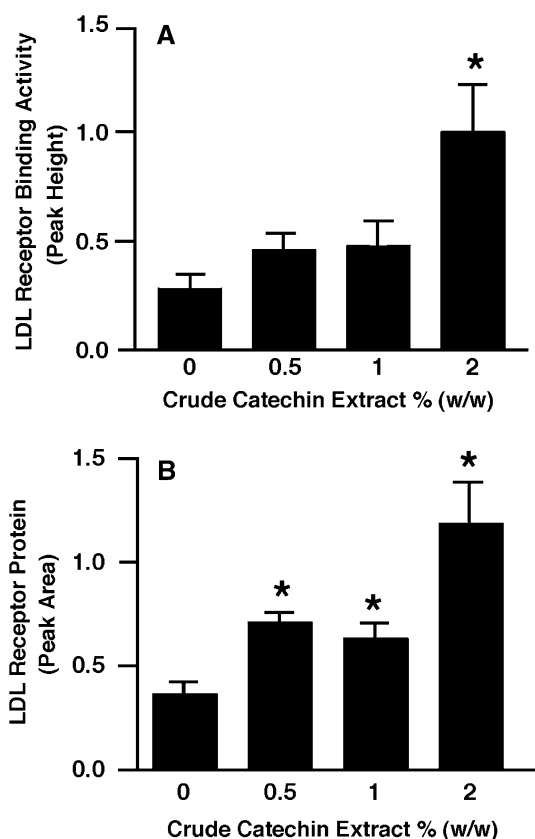 A
LDL Receptor Binding Activity
(Peak Height)
1.5
1.0
0.5
0.0
*
0 0.5 1 2
Crude Catechin Extract % (w/w)
B
LDL Receptor Protein
(Peak Area)
1.5
1.0
0.5
0.0
* * *
0 0.5 1 2
Crude Catechin Extract % (w/w)